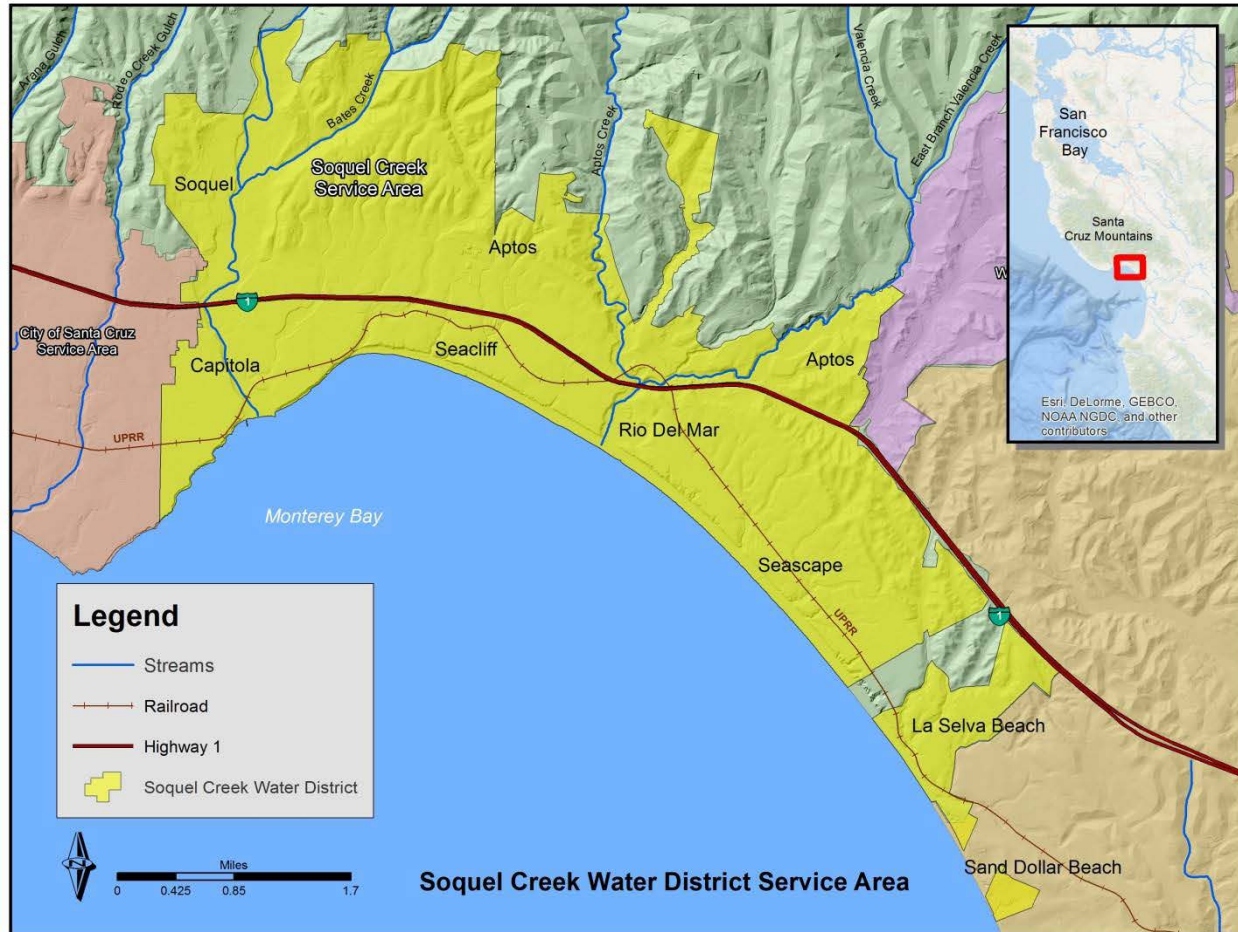 Arana Gulch
Rodeo Creek Gulch
Bates Creek
Soquel
Soquel Creek
Service Area
Aptos Creek
Valencia Creek
East Branch Valencia Creek
Aptos
1
City of Santa Cruz
Service Area
Capitola
Seacliff
Aptos
UPRR
Rio Del Mar
Monterey Bay
Seascape
UPRR
1
La Selva Beach
Sand Dollar Beach
W
San
Francisco
Bay
Santa
Cruz Mountains
Esri, DeLorme, GEBCO,
NOAA NGDC, and other
contributors
Legend
Streams
Railroad
Highway 1
Soquel Creek Water District
Miles
0 0.425 0.85 1.7
Soquel Creek Water District Service Area